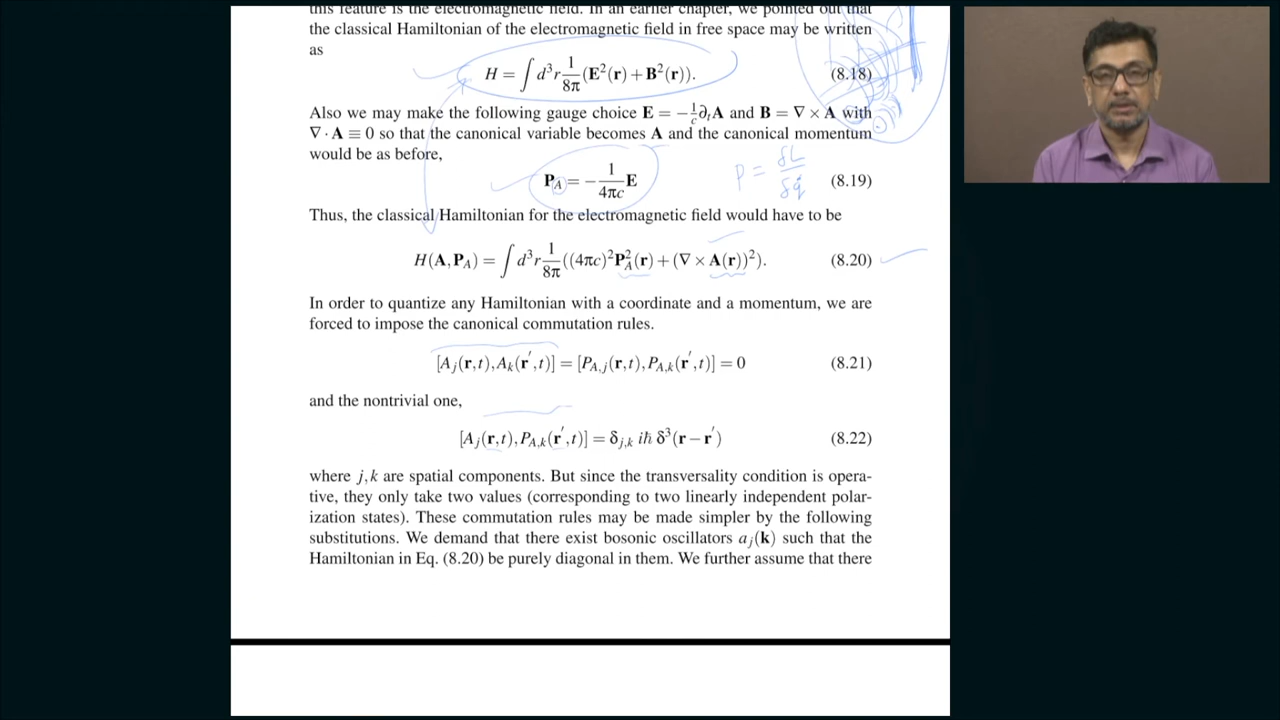 this feature is the electromagnetic field. In an earlier chapter, we pointed out that
the classical Hamiltonian of the electromagnetic field in free space may be written
as
H = ∫ d³r 1/8π (E²(r) + B²(r)). (8.18)
Also we may make the following gauge choice E = −1/c ∂ₜA and B = ∇ × A with
∇ · A ≡ 0 so that the canonical variable becomes A and the canonical momentum
would be as before,
P_A = − 1/4πc E (8.19)
P = δL/δq̇
Thus, the classical Hamiltonian for the electromagnetic field would have to be
H(A, P_A) = ∫ d³r 1/8π ((4πc)²P_A²(r) + (∇ × A(r))²). (8.20)
In order to quantize any Hamiltonian with a coordinate and a momentum, we are
forced to impose the canonical commutation rules.
[A_j(r,t), A_k(r′,t)] = [P_{A,j}(r,t), P_{A,k}(r′,t)] = 0 (8.21)
and the nontrivial one,
[A_j(r,t), P_{A,k}(r′,t)] = δ_{j,k} iħ δ³(r − r′) (8.22)
where j,k are spatial components. But since the transversality condition is opera-
tive, they only take two values (corresponding to two linearly independent polar-
ization states). These commutation rules may be made simpler by the following
substitutions. We demand that there exist bosonic oscillators a_j(k) such that the
Hamiltonian in Eq. (8.20) be purely diagonal in them. We further assume that there